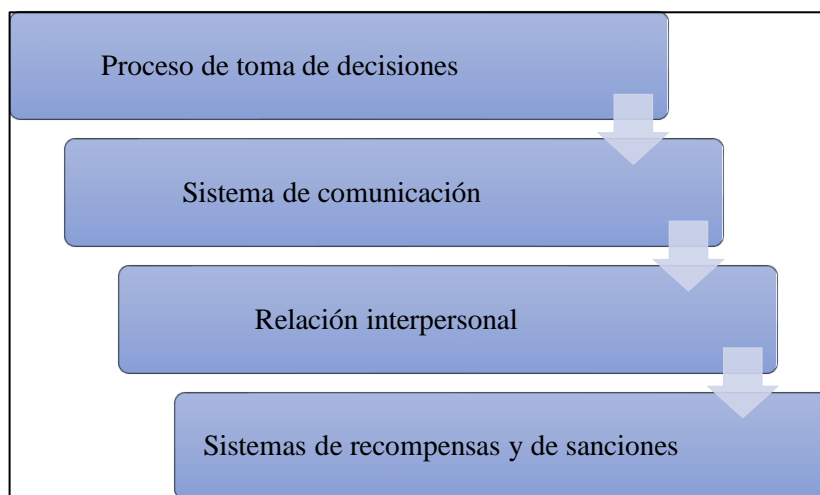 Proceso de toma de decisiones
Sistema de comunicación
Relación interpersonal
Sistemas de recompensas y de sanciones